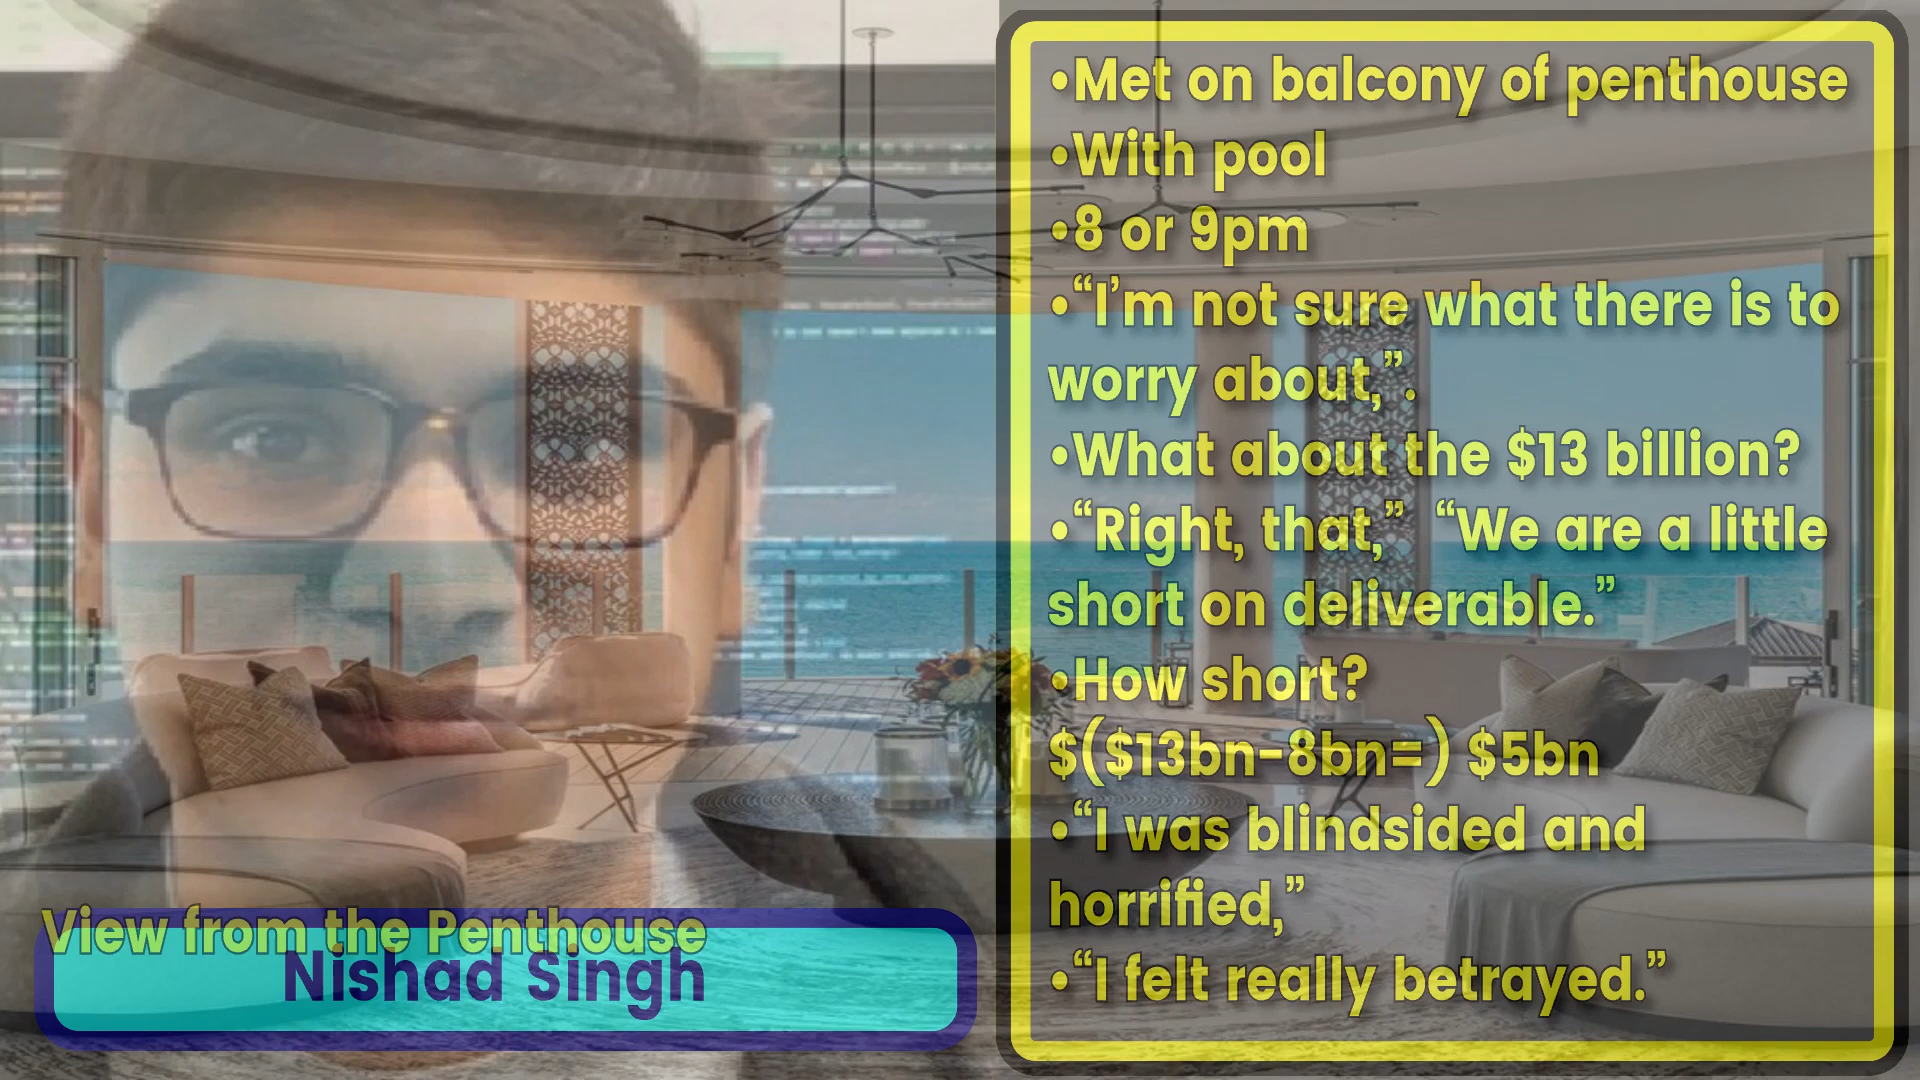 •Met on balcony of penthouse
•With pool
•8 or 9pm
•“I’m not sure what there is to
worry about,”.
•What about the $13 billion?
•“Right, that,” “We are a little
short on deliverable.”
•How short?
$($13bn-8bn=) $5bn
•“I was blindsided and
horrified,”
•“I felt really betrayed.”
View from the Penthouse
Nishad Singh